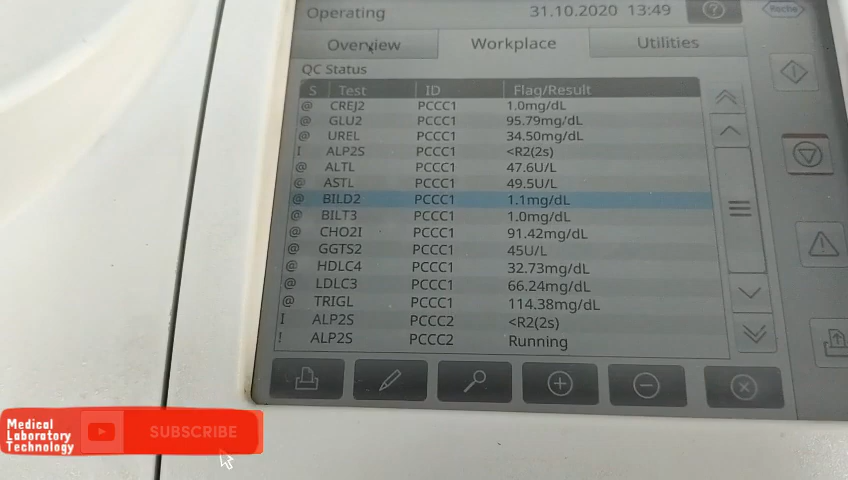 Operating 31.10.2020 13:49 Roche
Overview Workplace Utilities
QC Status
S Test ID Flag/Result
@ CREJ2 PCCC1 1.0mg/dL
@ GLU2 PCCC1 95.79mg/dL
@ UREL PCCC1 34.50mg/dL
I ALP2S PCCC1 <R2(2s)
@ ALTL PCCC1 47.6U/L
@ ASTL PCCC1 49.5U/L
@ BILD2 PCCC1 1.1mg/dL
@ BILT3 PCCC1 1.0mg/dL
@ CHO2I PCCC1 91.42mg/dL
@ GGTS2 PCCC1 45U/L
@ HDLC4 PCCC1 32.73mg/dL
@ LDLC3 PCCC1 66.24mg/dL
@ TRIGL PCCC1 114.38mg/dL
I ALP2S PCCC2 <R2(2s)
! ALP2S PCCC2 Running
Medical
Laboratory
Technology
SUBSCRIBE